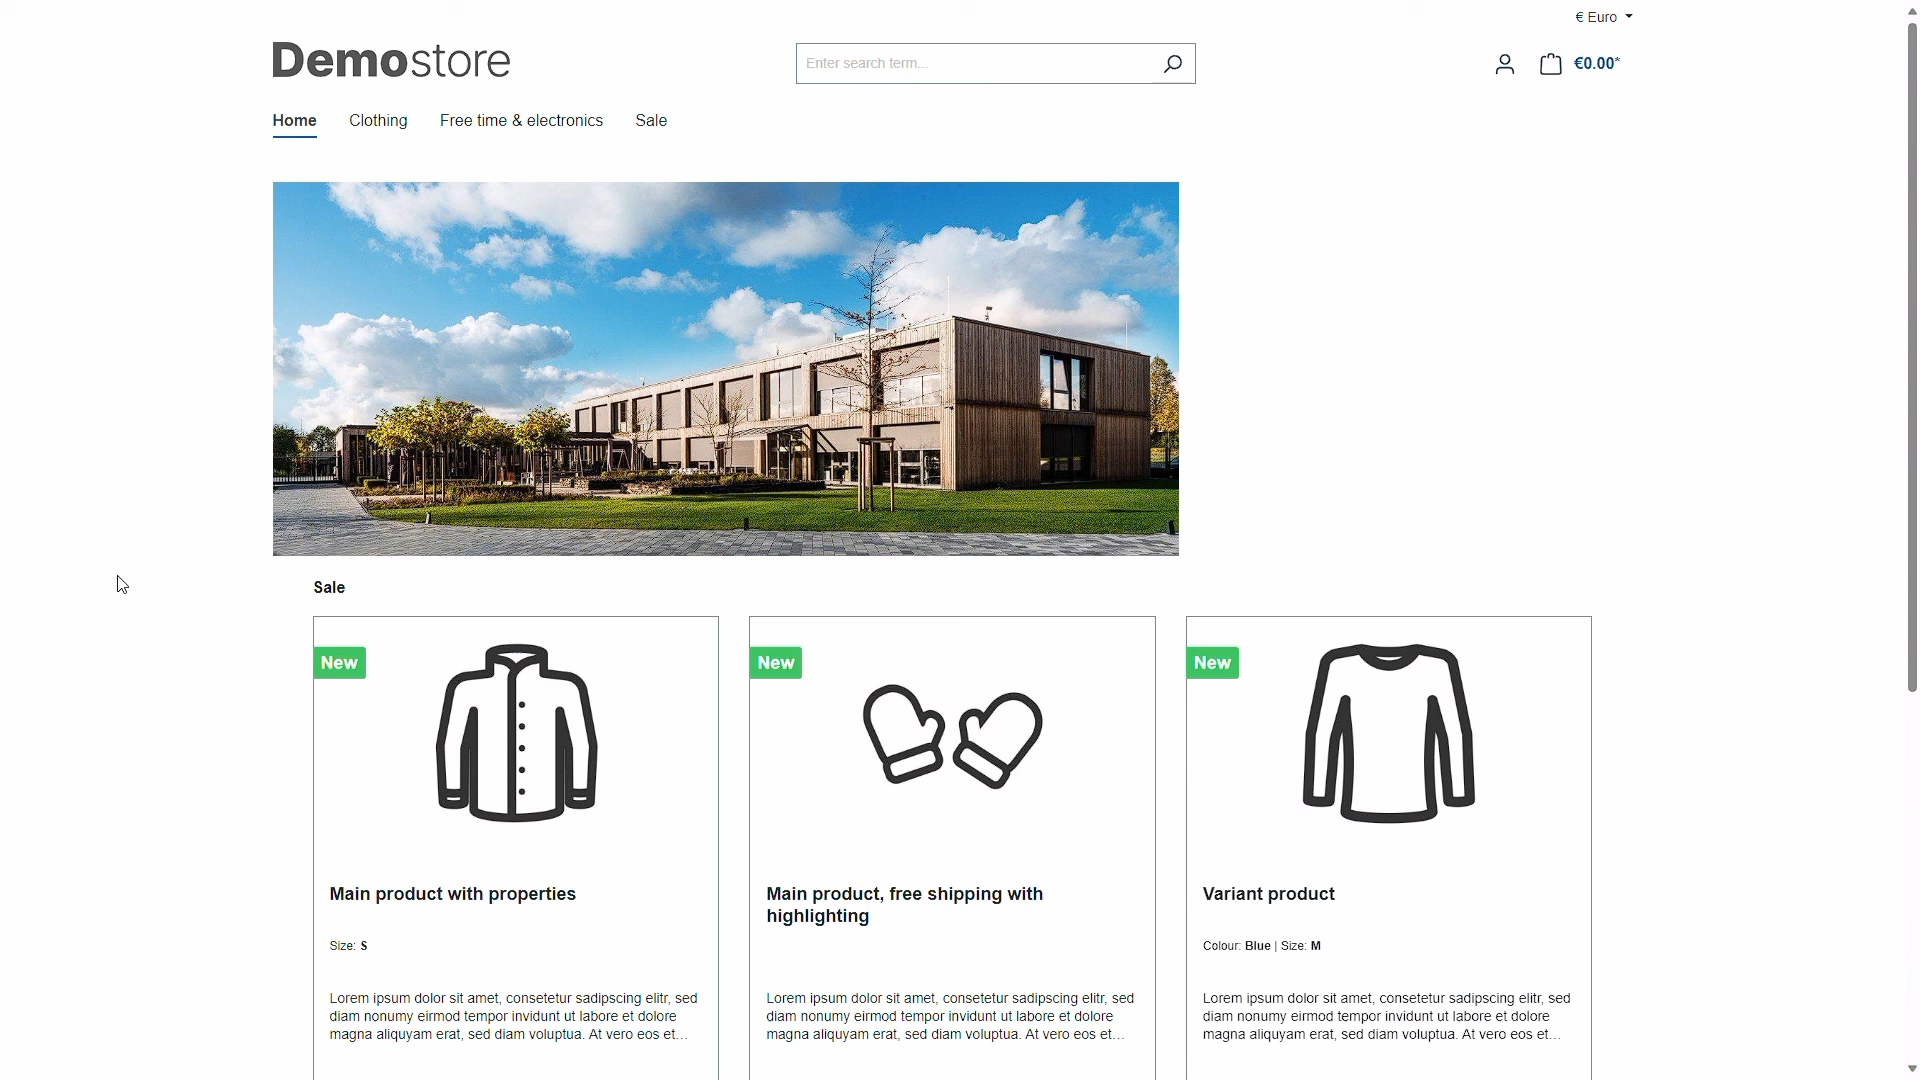 € Euro
Demostore
Enter search term...
€0.00*
Home
Clothing
Free time & electronics
Sale
Sale
New
New
New
Main product with properties
Size: S
Lorem ipsum dolor sit amet, consetetur sadipscing elitr, sed
diam nonumy eirmod tempor invidunt ut labore et dolore
magna aliquyam erat, sed diam voluptua. At vero eos et…
Main product, free shipping with
highlighting
Lorem ipsum dolor sit amet, consetetur sadipscing elitr, sed
diam nonumy eirmod tempor invidunt ut labore et dolore
magna aliquyam erat, sed diam voluptua. At vero eos et…
Variant product
Colour: Blue | Size: M
Lorem ipsum dolor sit amet, consetetur sadipscing elitr, sed
diam nonumy eirmod tempor invidunt ut labore et dolore
magna aliquyam erat, sed diam voluptua. At vero eos et…